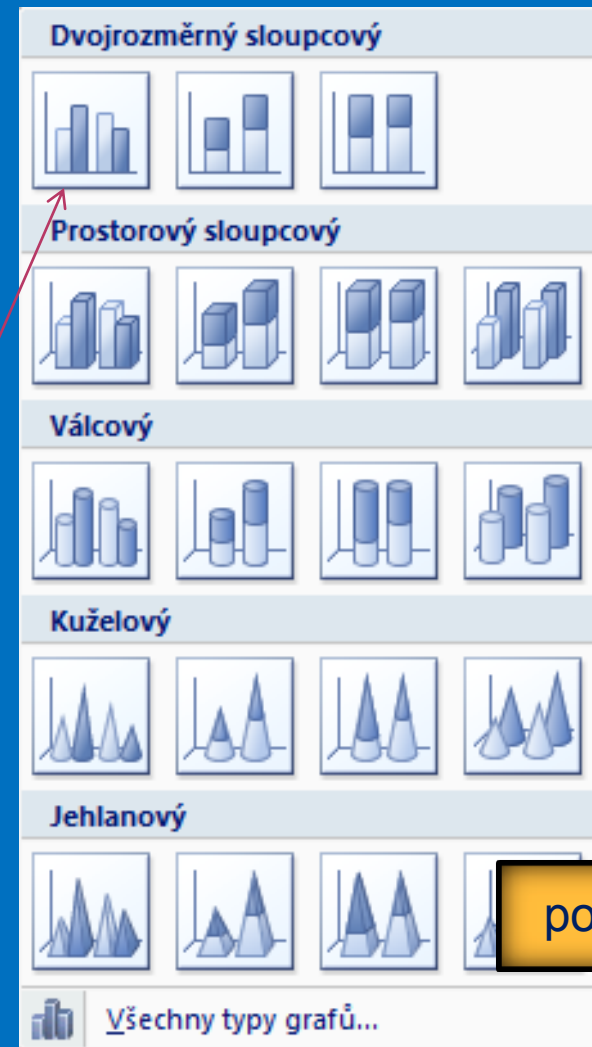 Dvojrozměrný sloupcový
Prostorový sloupcový
Válcový
Kuželový
Jehlanový
Všechny typy grafů...